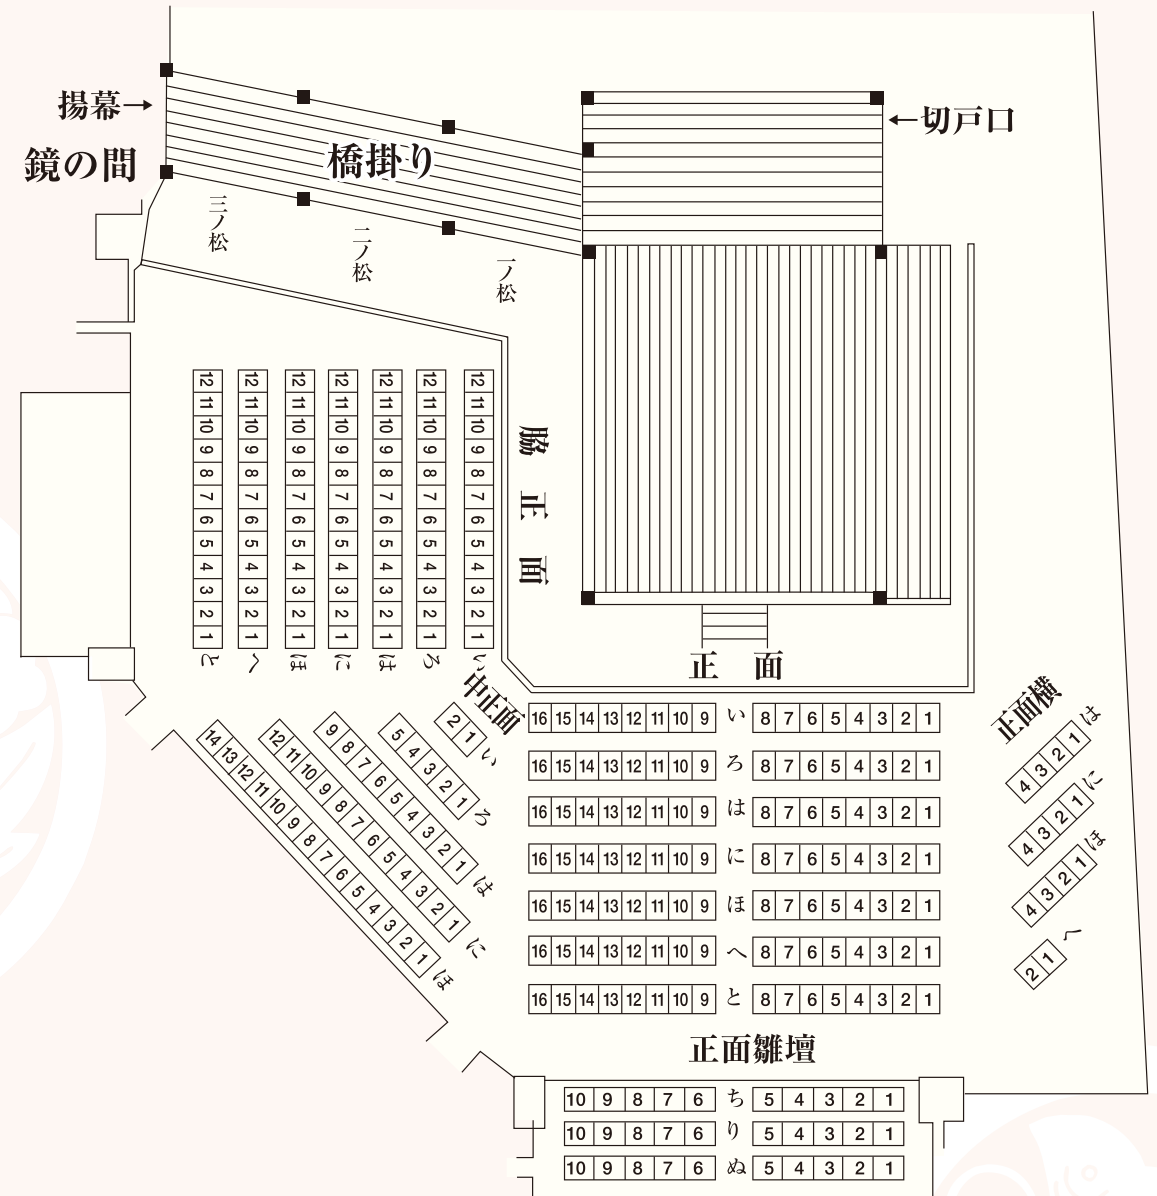 揚幕→
←切戸口
鏡の間
橋掛り
三ノ松
二ノ松
一ノ松
脇正面
12 11 10 9 8 7 6 5 4 3 2 1 と
12 11 10 9 8 7 6 5 4 3 2 1 へ
12 11 10 9 8 7 6 5 4 3 2 1 ほ
12 11 10 9 8 7 6 5 4 3 2 1 に
12 11 10 9 8 7 6 5 4 3 2 1 は
12 11 10 9 8 7 6 5 4 3 2 1 ろ
12 11 10 9 8 7 6 5 4 3 2 1 い
中正面
2 1 い
5 4 3 2 1 ろ
9 8 7 6 5 4 3 2 1 は
12 11 10 9 8 7 6 5 4 3 2 1 に
14 13 12 11 10 9 8 7 6 5 4 3 2 1 ほ
正面
16 15 14 13 12 11 10 9 い 8 7 6 5 4 3 2 1
16 15 14 13 12 11 10 9 ろ 8 7 6 5 4 3 2 1
16 15 14 13 12 11 10 9 は 8 7 6 5 4 3 2 1
16 15 14 13 12 11 10 9 に 8 7 6 5 4 3 2 1
16 15 14 13 12 11 10 9 ほ 8 7 6 5 4 3 2 1
16 15 14 13 12 11 10 9 へ 8 7 6 5 4 3 2 1
16 15 14 13 12 11 10 9 と 8 7 6 5 4 3 2 1
正面横
4 3 2 1 は
4 3 2 1 に
4 3 2 1 ほ
2 1 へ
正面雛壇
10 9 8 7 6 ち 5 4 3 2 1
10 9 8 7 6 り 5 4 3 2 1
10 9 8 7 6 ぬ 5 4 3 2 1